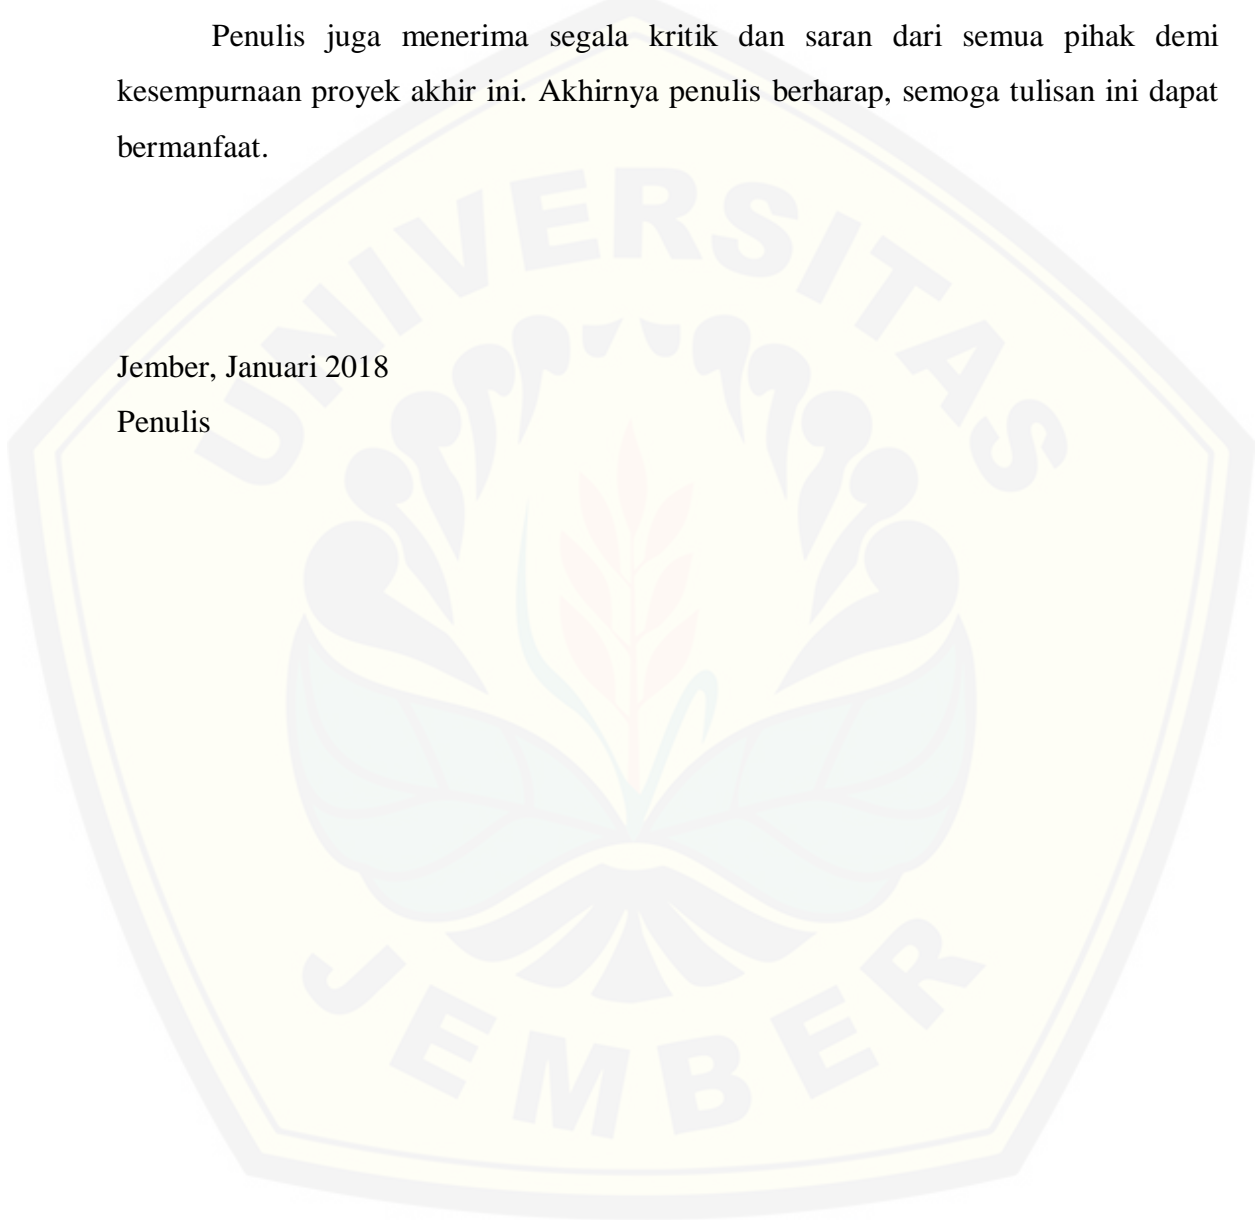 Penulis juga menerima segala kritik dan saran dari semua pihak demi
kesempurnaan proyek akhir ini. Akhirnya penulis berharap, semoga tulisan ini dapat
bermanfaat.
UNIVERSITAS
Jember, Januari 2018
Penulis
JEMBER